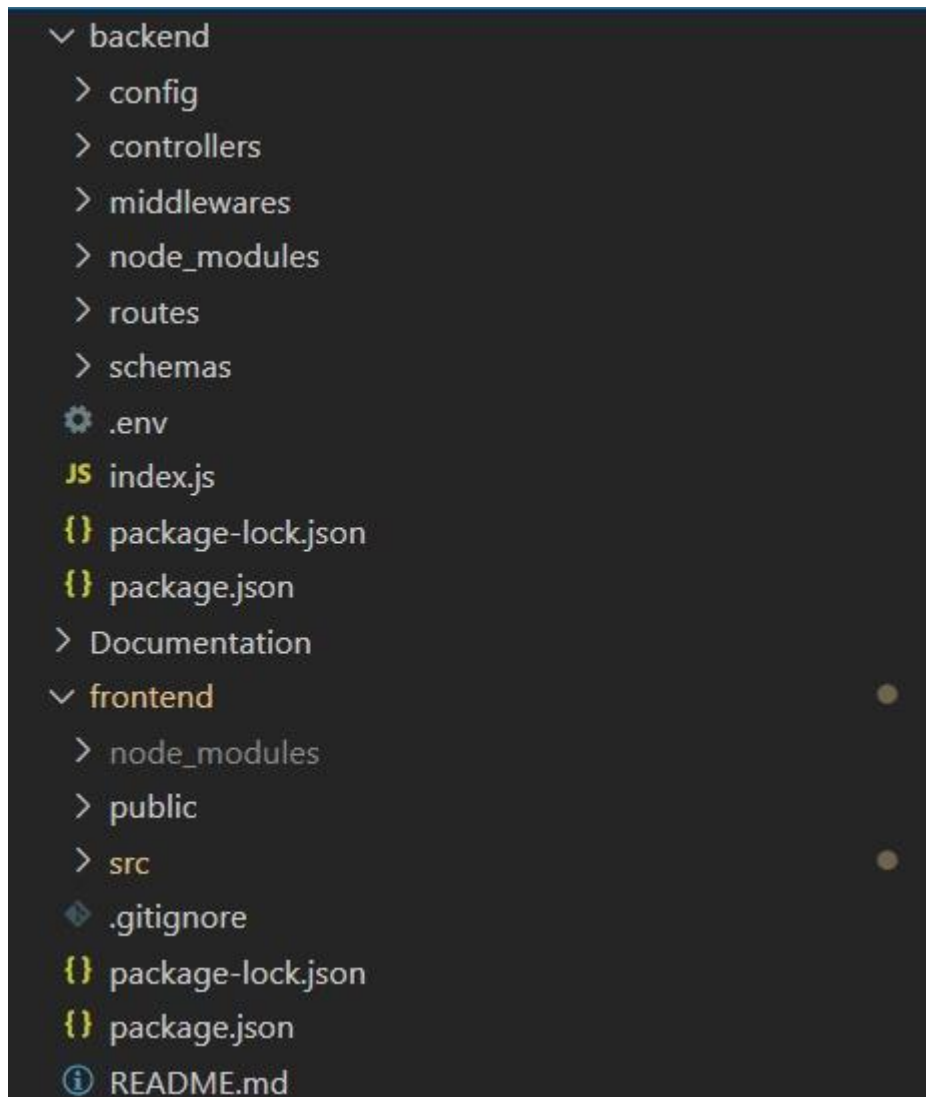 backend
config
controllers
middlewares
node_modules
routes
schemas
.env
JS index.js
{} package-lock.json
{} package.json
Documentation
frontend
node_modules
public
src
.gitignore
{} package-lock.json
{} package.json
README.md